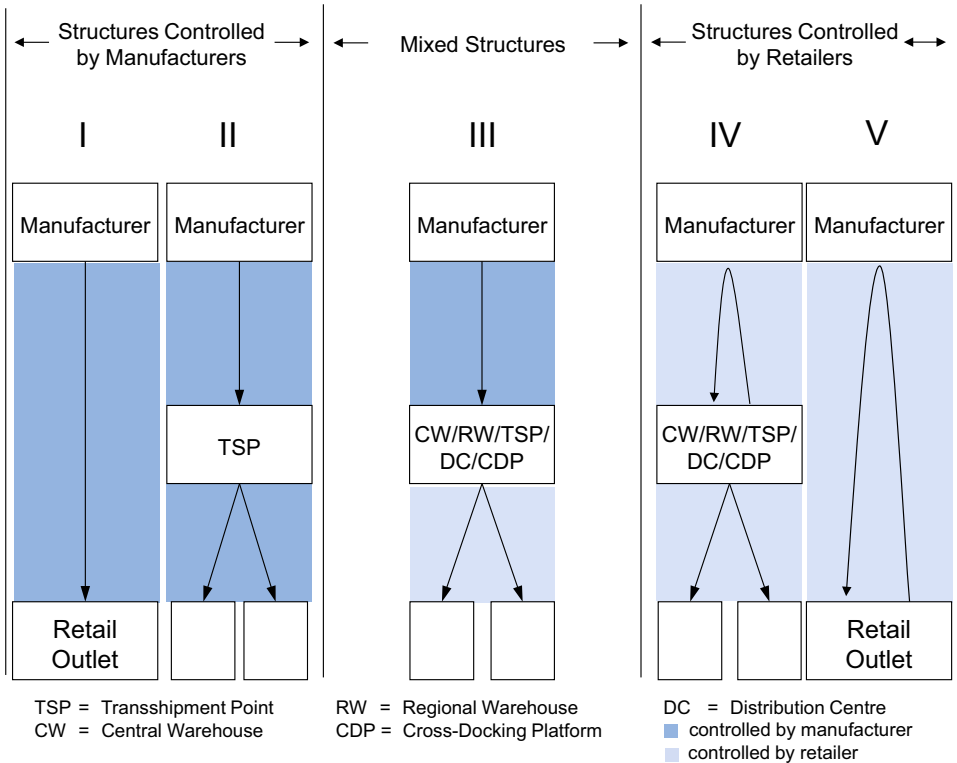 Structures Controlled
by Manufacturers
Mixed Structures
Structures Controlled
by Retailers
I
II
III
IV
V
Manufacturer
Manufacturer
Manufacturer
Manufacturer
Manufacturer
TSP
CW/RW/TSP/
DC/CDP
CW/RW/TSP/
DC/CDP
Retail
Outlet
Retail
Outlet
TSP = Transshipment Point
CW = Central Warehouse
RW = Regional Warehouse
CDP = Cross-Docking Platform
DC = Distribution Centre
controlled by manufacturer
controlled by retailer